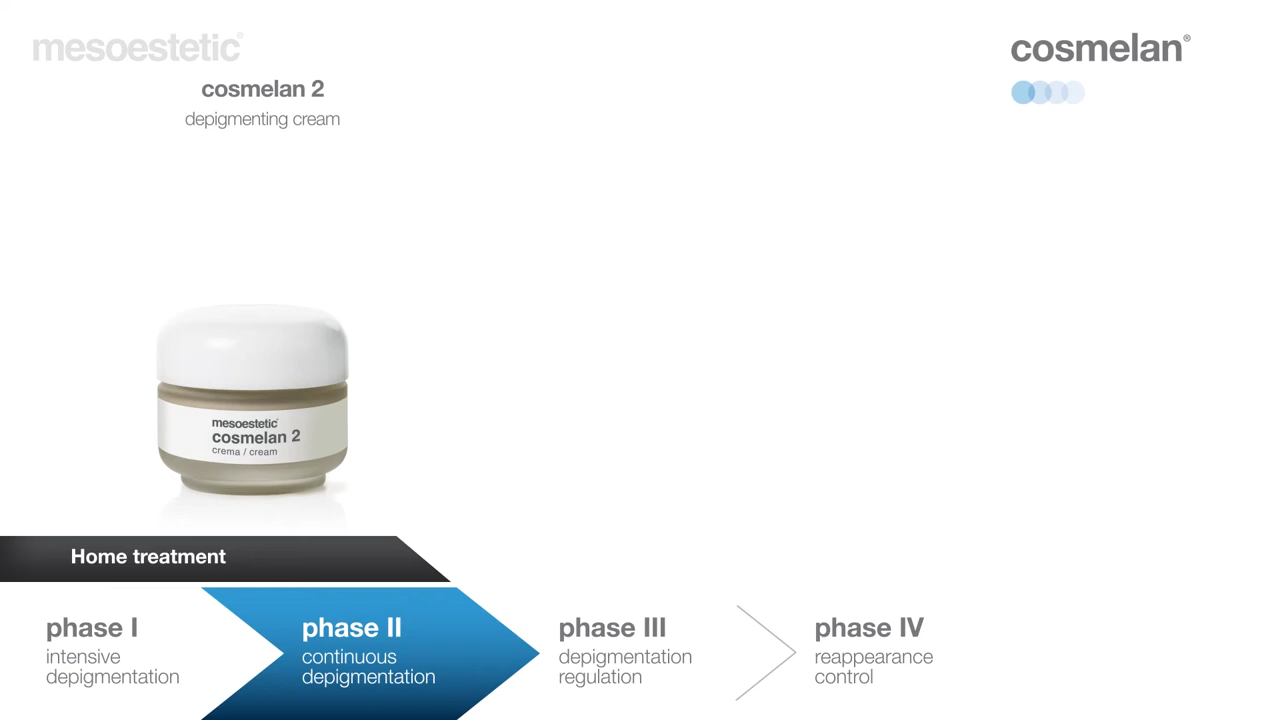 mesoestetic®
cosmelan®
cosmelan 2
depigmenting cream
mesoestetic®
cosmelan 2
crema / cream
Home treatment
phase I
intensive
depigmentation
phase II
continuous
depigmentation
phase III
depigmentation
regulation
phase IV
reappearance
control